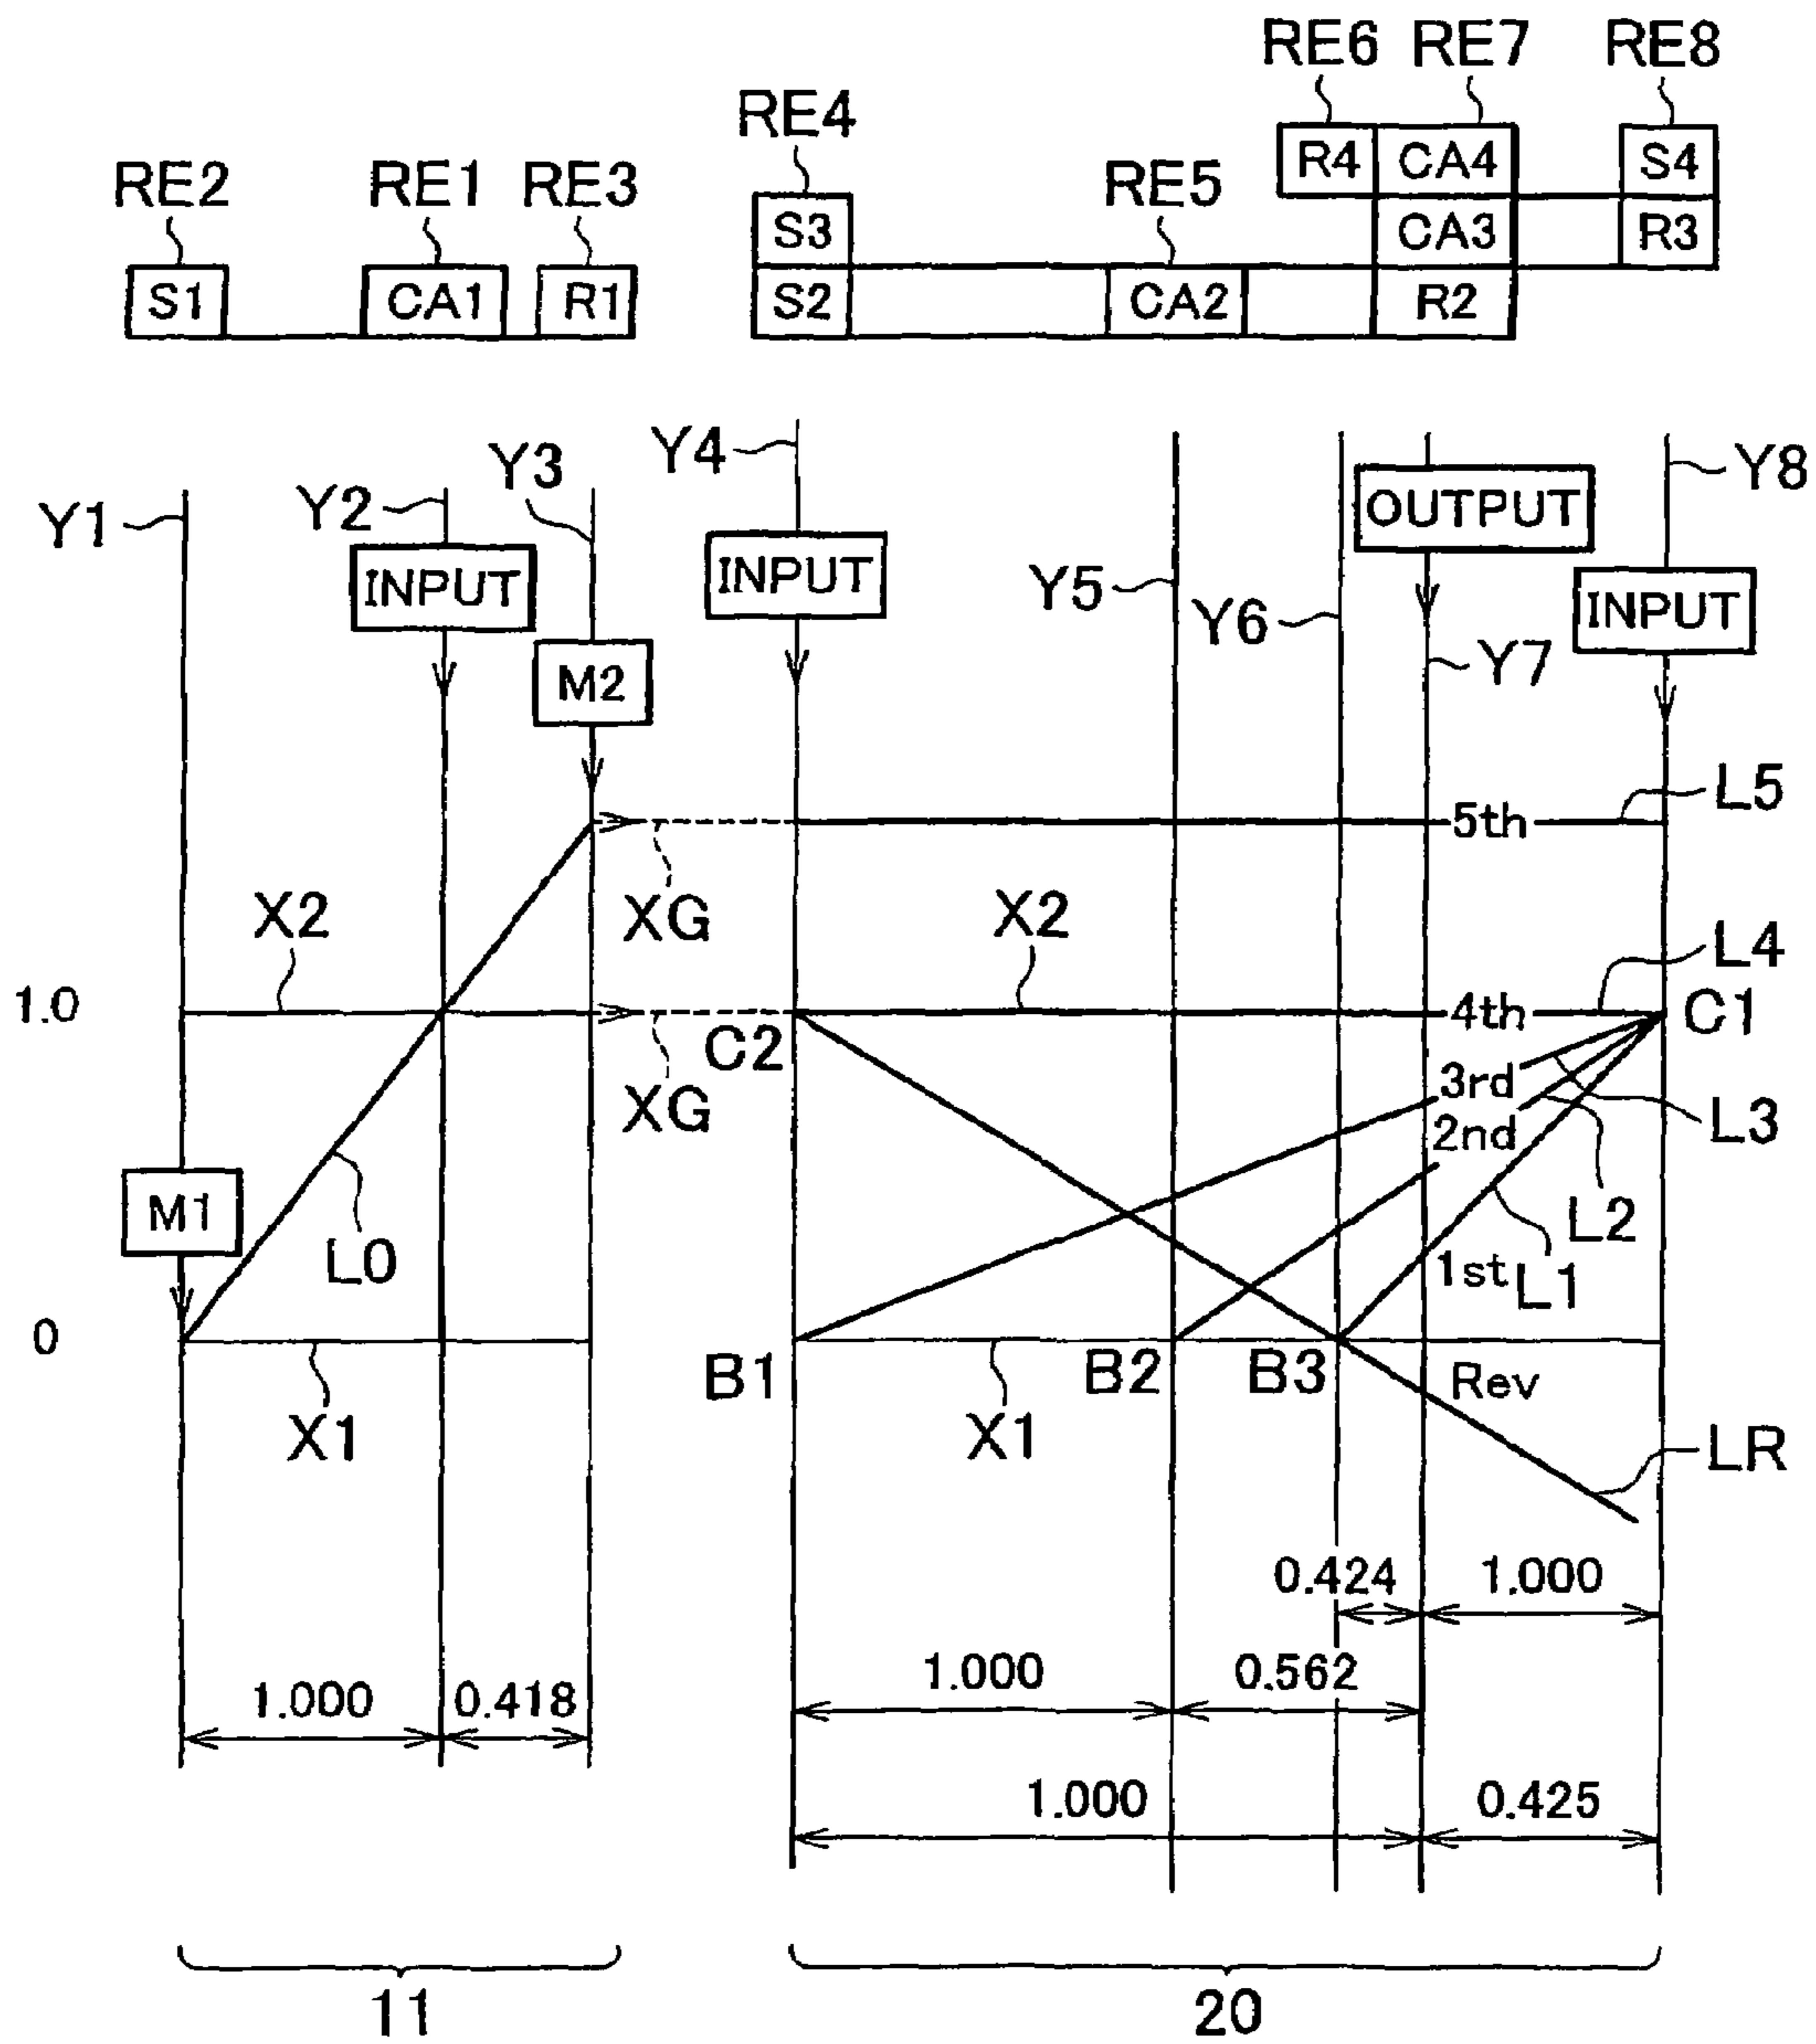 RE6 RE7 RE8
RE4
RE2 RE1 RE3 RE5
R4 CA4 S4
S3 CA3 R3
S1 CA1 R1 S2 CA2 R2
Y1 Y2 Y3 Y4 Y5 Y6 Y7 Y8
OUTPUT
INPUT INPUT INPUT
M2
5th L5
XG
X2 X2 L4
1.0 4th C1
C2
XG 3rd L3
2nd
M1 L2
L0 1st L1
0
B1 B2 B3 Rev
X1 X1 LR
0.424 1.000
1.000 0.562
1.000 0.418
1.000 0.425
11 20